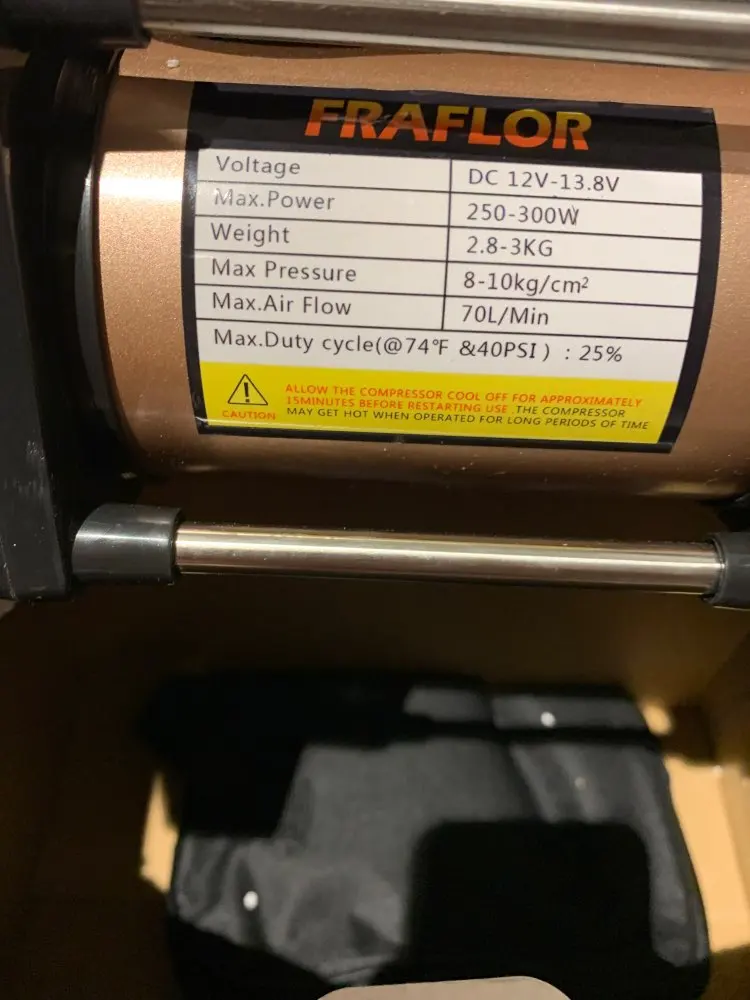 FRAFLOR
Voltage DC 12V-13.8V
Max.Power 250-300W
Weight 2.8-3KG
Max Pressure 8-10kg/cm²
Max.Air Flow 70L/Min
Max.Duty cycle(@74°F &40PSI) : 25%
ALLOW THE COMPRESSOR COOL OFF FOR APPROXIMATELY
15MINUTES BEFORE RESTARTING USE .THE COMPRESSOR
CAUTION MAY GET HOT WHEN OPERATED FOR LONG PERIODS OF TIME